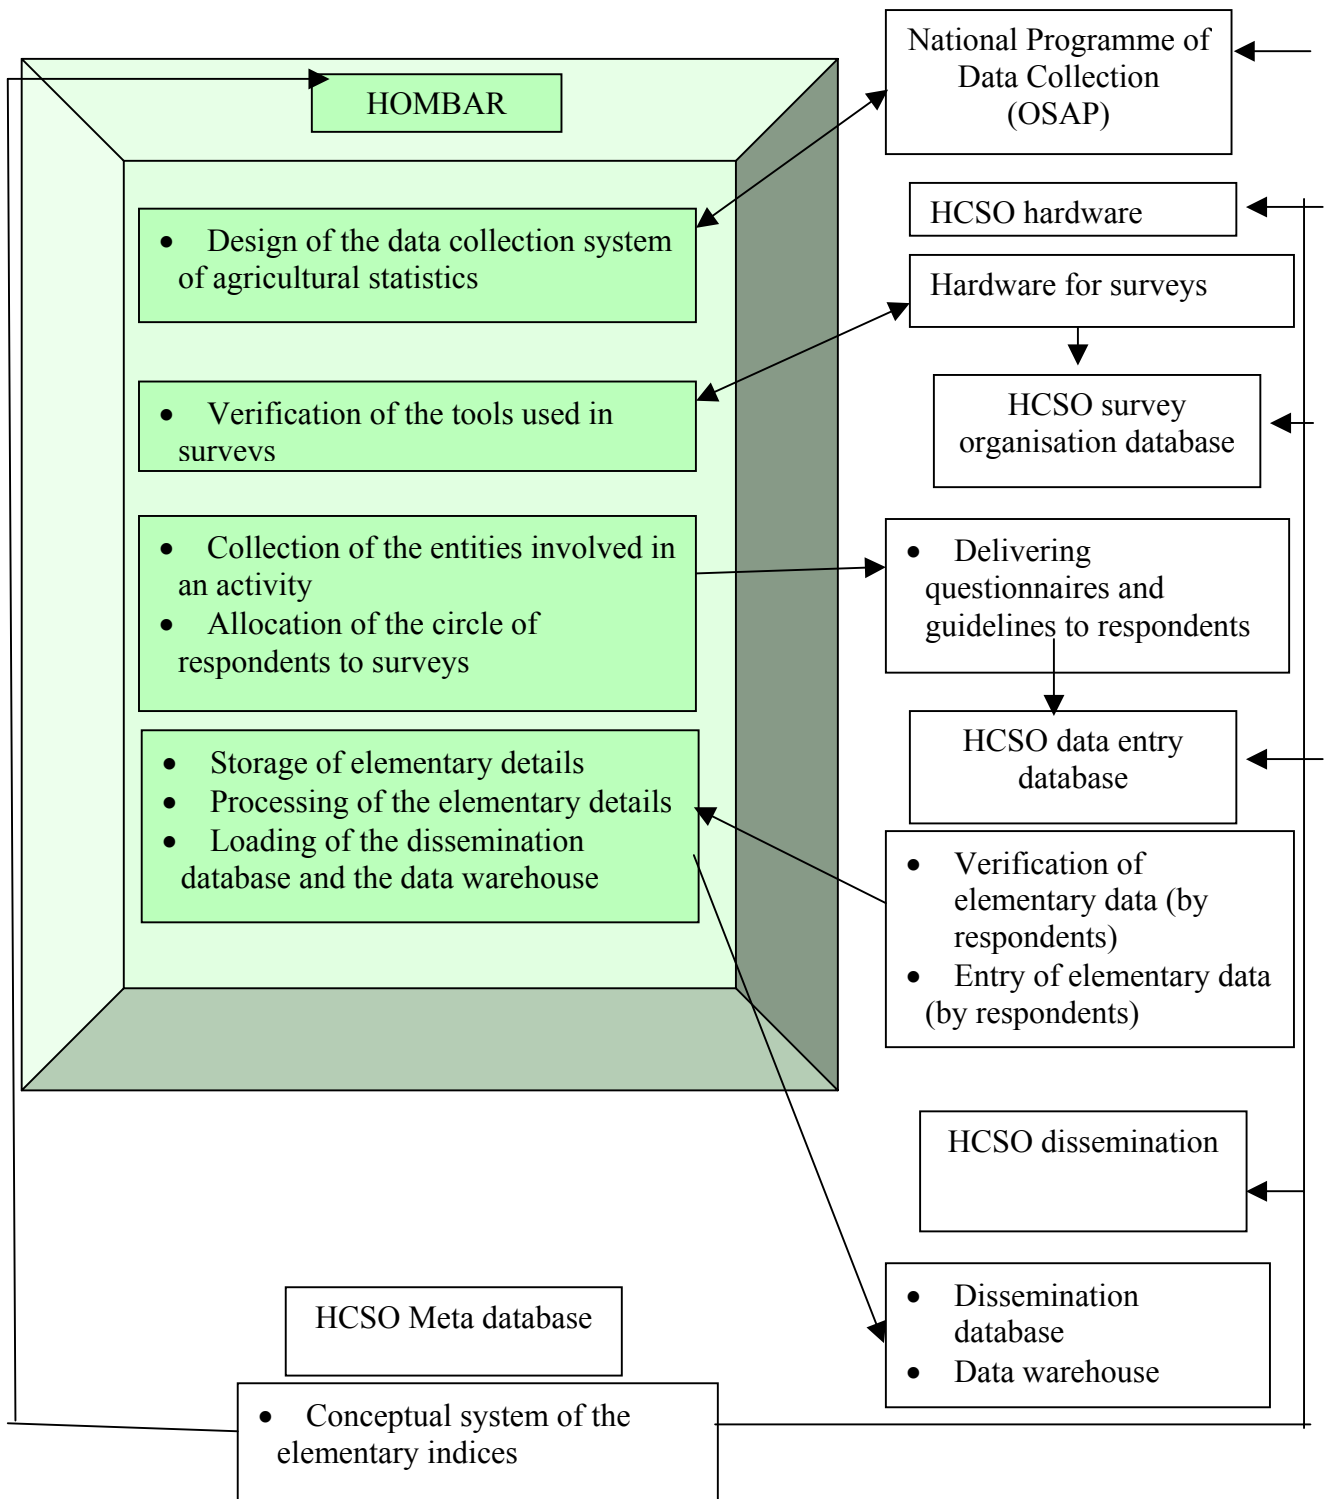 HOMBAR
• Design of the data collection system
of agricultural statistics
• Verification of the tools used in
surveys
• Collection of the entities involved in
an activity
• Allocation of the circle of
respondents to surveys
• Storage of elementary details
• Processing of the elementary details
• Loading of the dissemination
database and the data warehouse
National Programme of
Data Collection
(OSAP)
HCSO hardware
Hardware for surveys
HCSO survey
organisation database
• Delivering
questionnaires and
guidelines to respondents
HCSO data entry
database
• Verification of
elementary data (by
respondents)
• Entry of elementary data
(by respondents)
HCSO dissemination
• Dissemination
database
• Data warehouse
HCSO Meta database
• Conceptual system of the
elementary indices